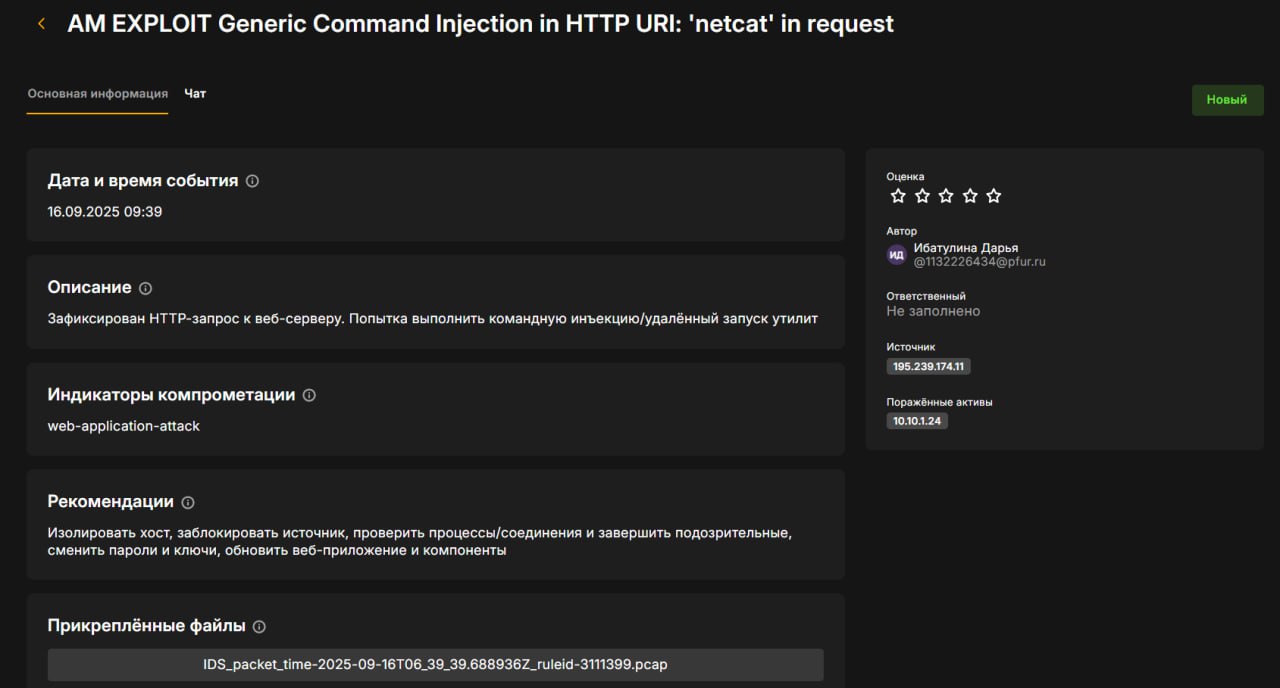 AM EXPLOIT Generic Command Injection in HTTP URI: 'netcat' in request
Основная информация
Чат
Новый
Дата и время события
16.09.2025 09:39
Описание
Зафиксирован HTTP-запрос к веб-серверу. Попытка выполнить командную инъекцию/удалённый запуск утилит
Индикаторы компрометации
web-application-attack
Рекомендации
Изолировать хост, заблокировать источник, проверить процессы/соединения и завершить подозрительные,
сменить пароли и ключи, обновить веб-приложение и компоненты
Прикреплённые файлы
IDS_packet_time-2025-09-16T06_39_39.688936Z_ruleid-3111399.pcap
Оценка
Автор
ИД
Ибатулина Дарья
@1132226434@pfur.ru
Ответственный
Не заполнено
Источник
195.239.174.11
Поражённые активы
10.10.1.24